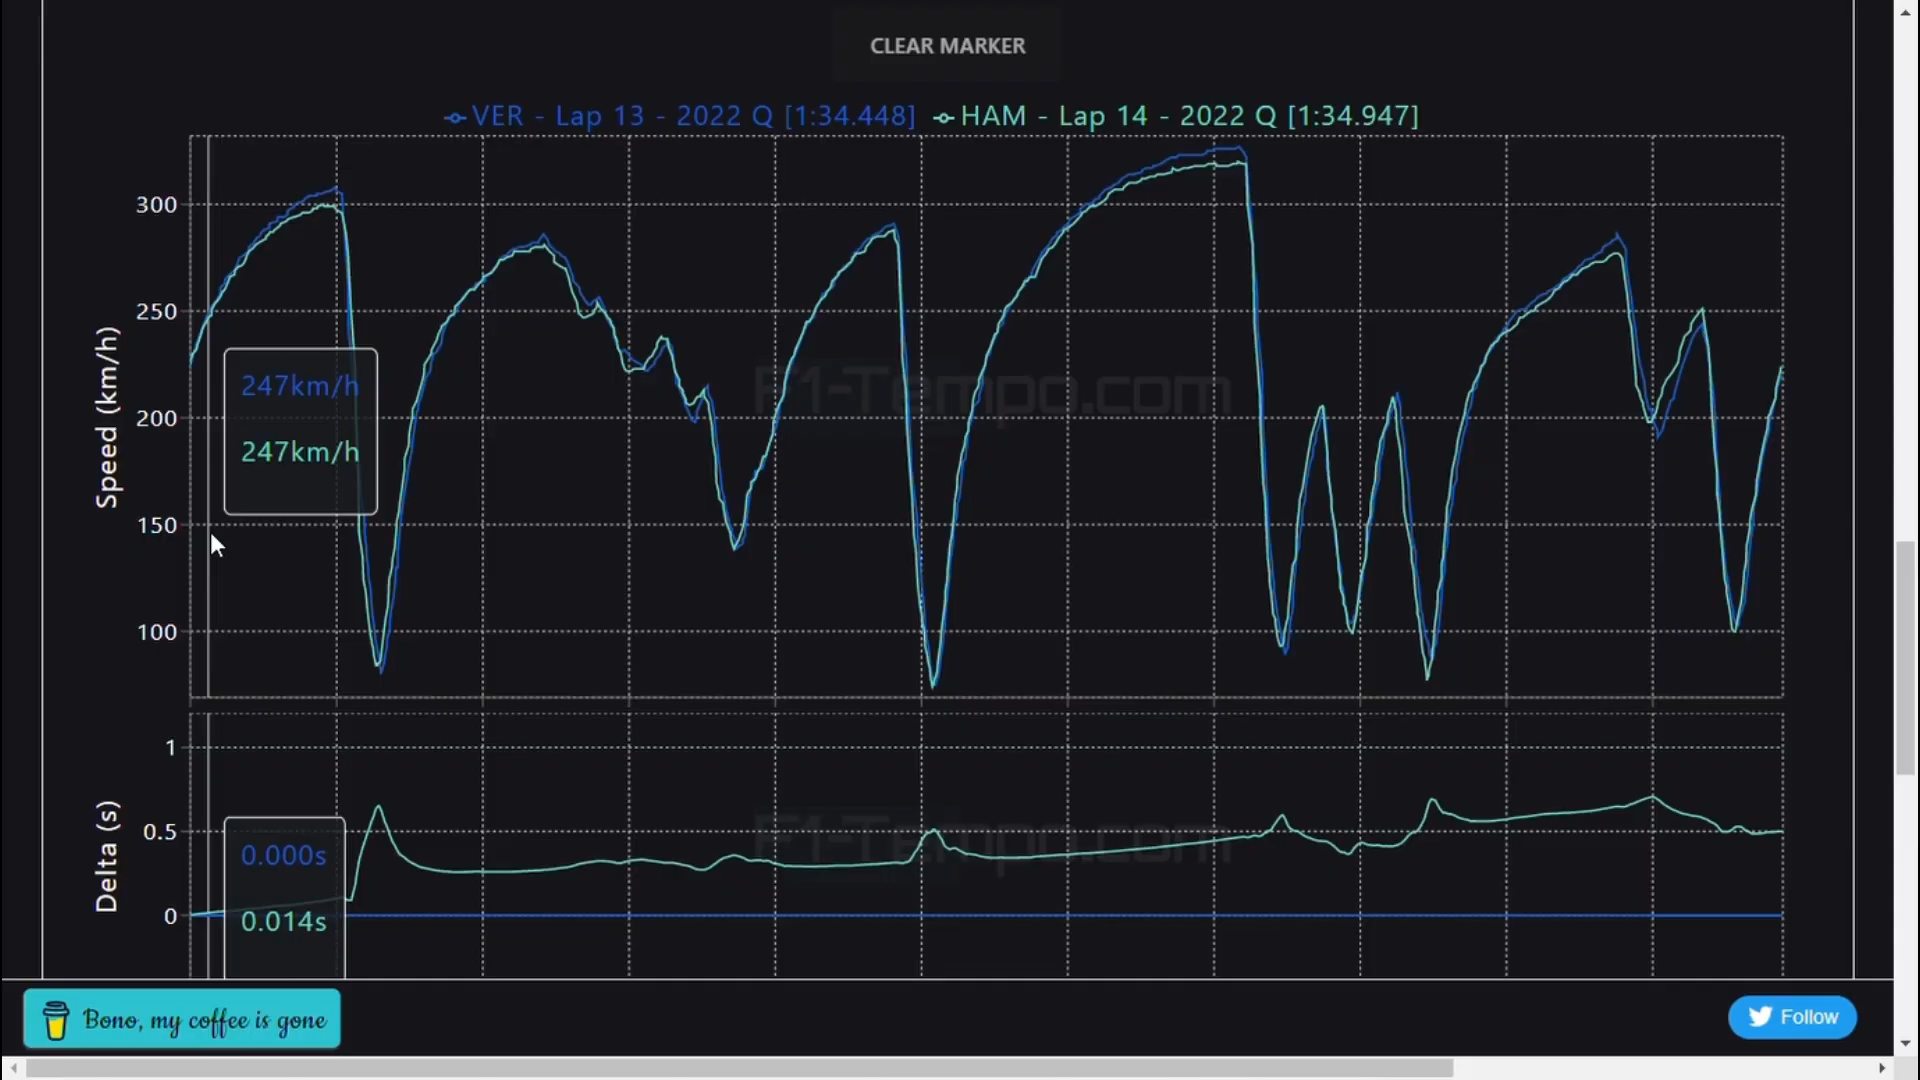 CLEAR MARKER
VER - Lap 13 - 2022 Q [1:34.448] HAM - Lap 14 - 2022 Q [1:34.947]
300
250
200
150
100
Speed (km/h)
247km/h
247km/h
F1-Tempo.com
1
0.5
0
Delta (s)
0.000s
0.014s
F1-Tempo.com
Bono, my coffee is gone
Follow